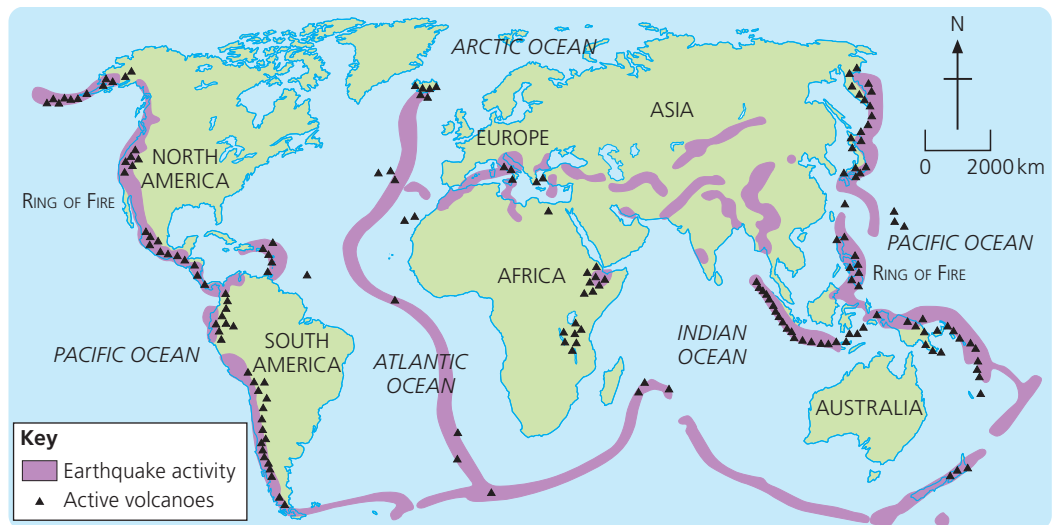 ARCTIC OCEAN
N
ASIA
EUROPE
0 2000 km
NORTH
AMERICA
RING OF FIRE
PACIFIC OCEAN
RING OF FIRE
AFRICA
INDIAN
OCEAN
SOUTH
AMERICA
PACIFIC OCEAN
ATLANTIC
OCEAN
AUSTRALIA
Key
Earthquake activity
Active volcanoes